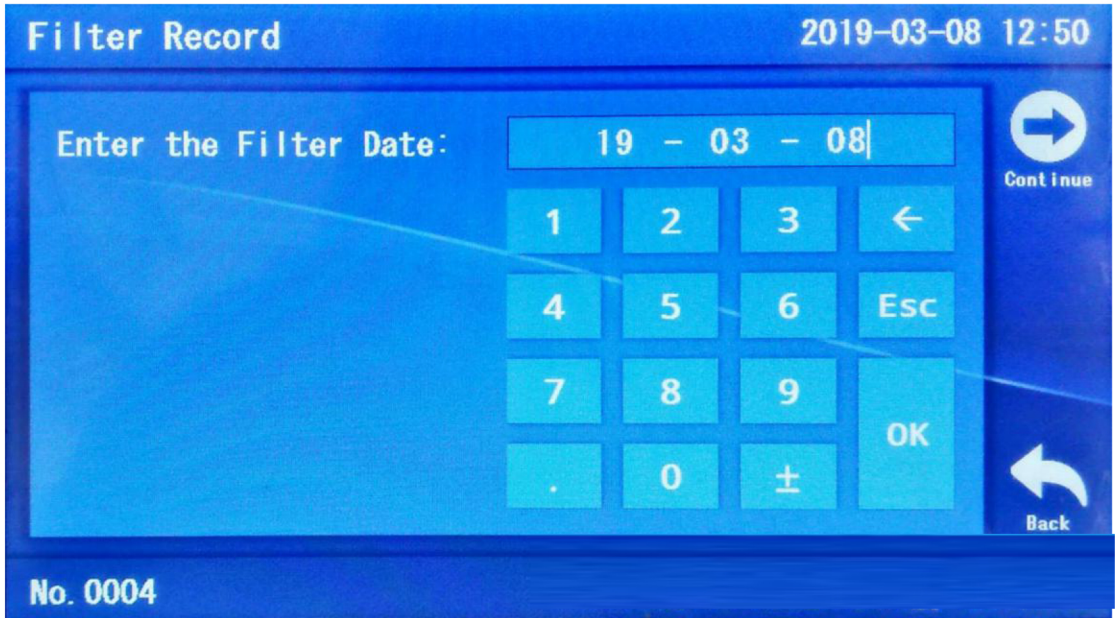 Filter Record 2019-03-08 12:50
Enter the Filter Date: 19 - 03 - 08
Continue
1 2 3 ←
4 5 6 Esc
7 8 9
OK
. 0 ±
Back
No. 0004